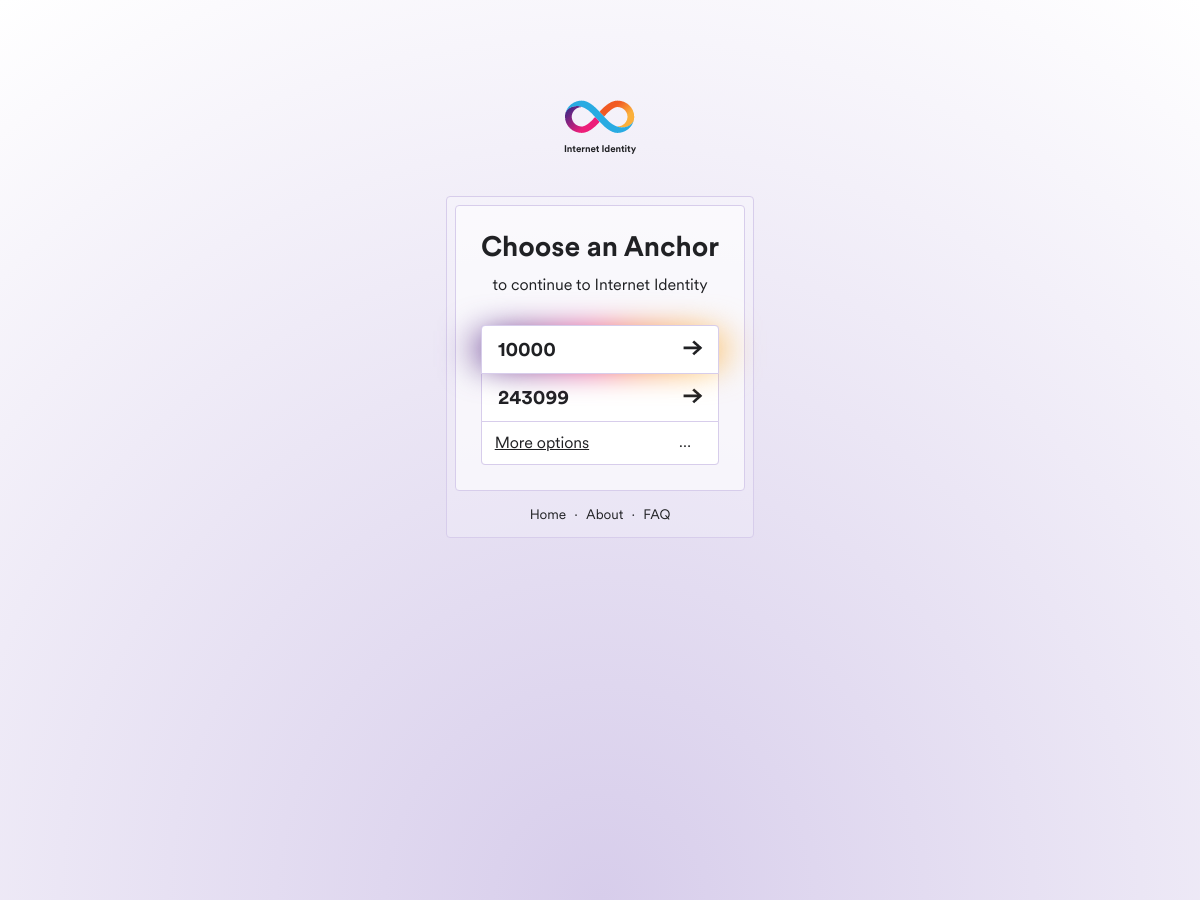 Internet Identity
Choose an Anchor
to continue to Internet Identity
10000
243099
More options ...
Home · About · FAQ